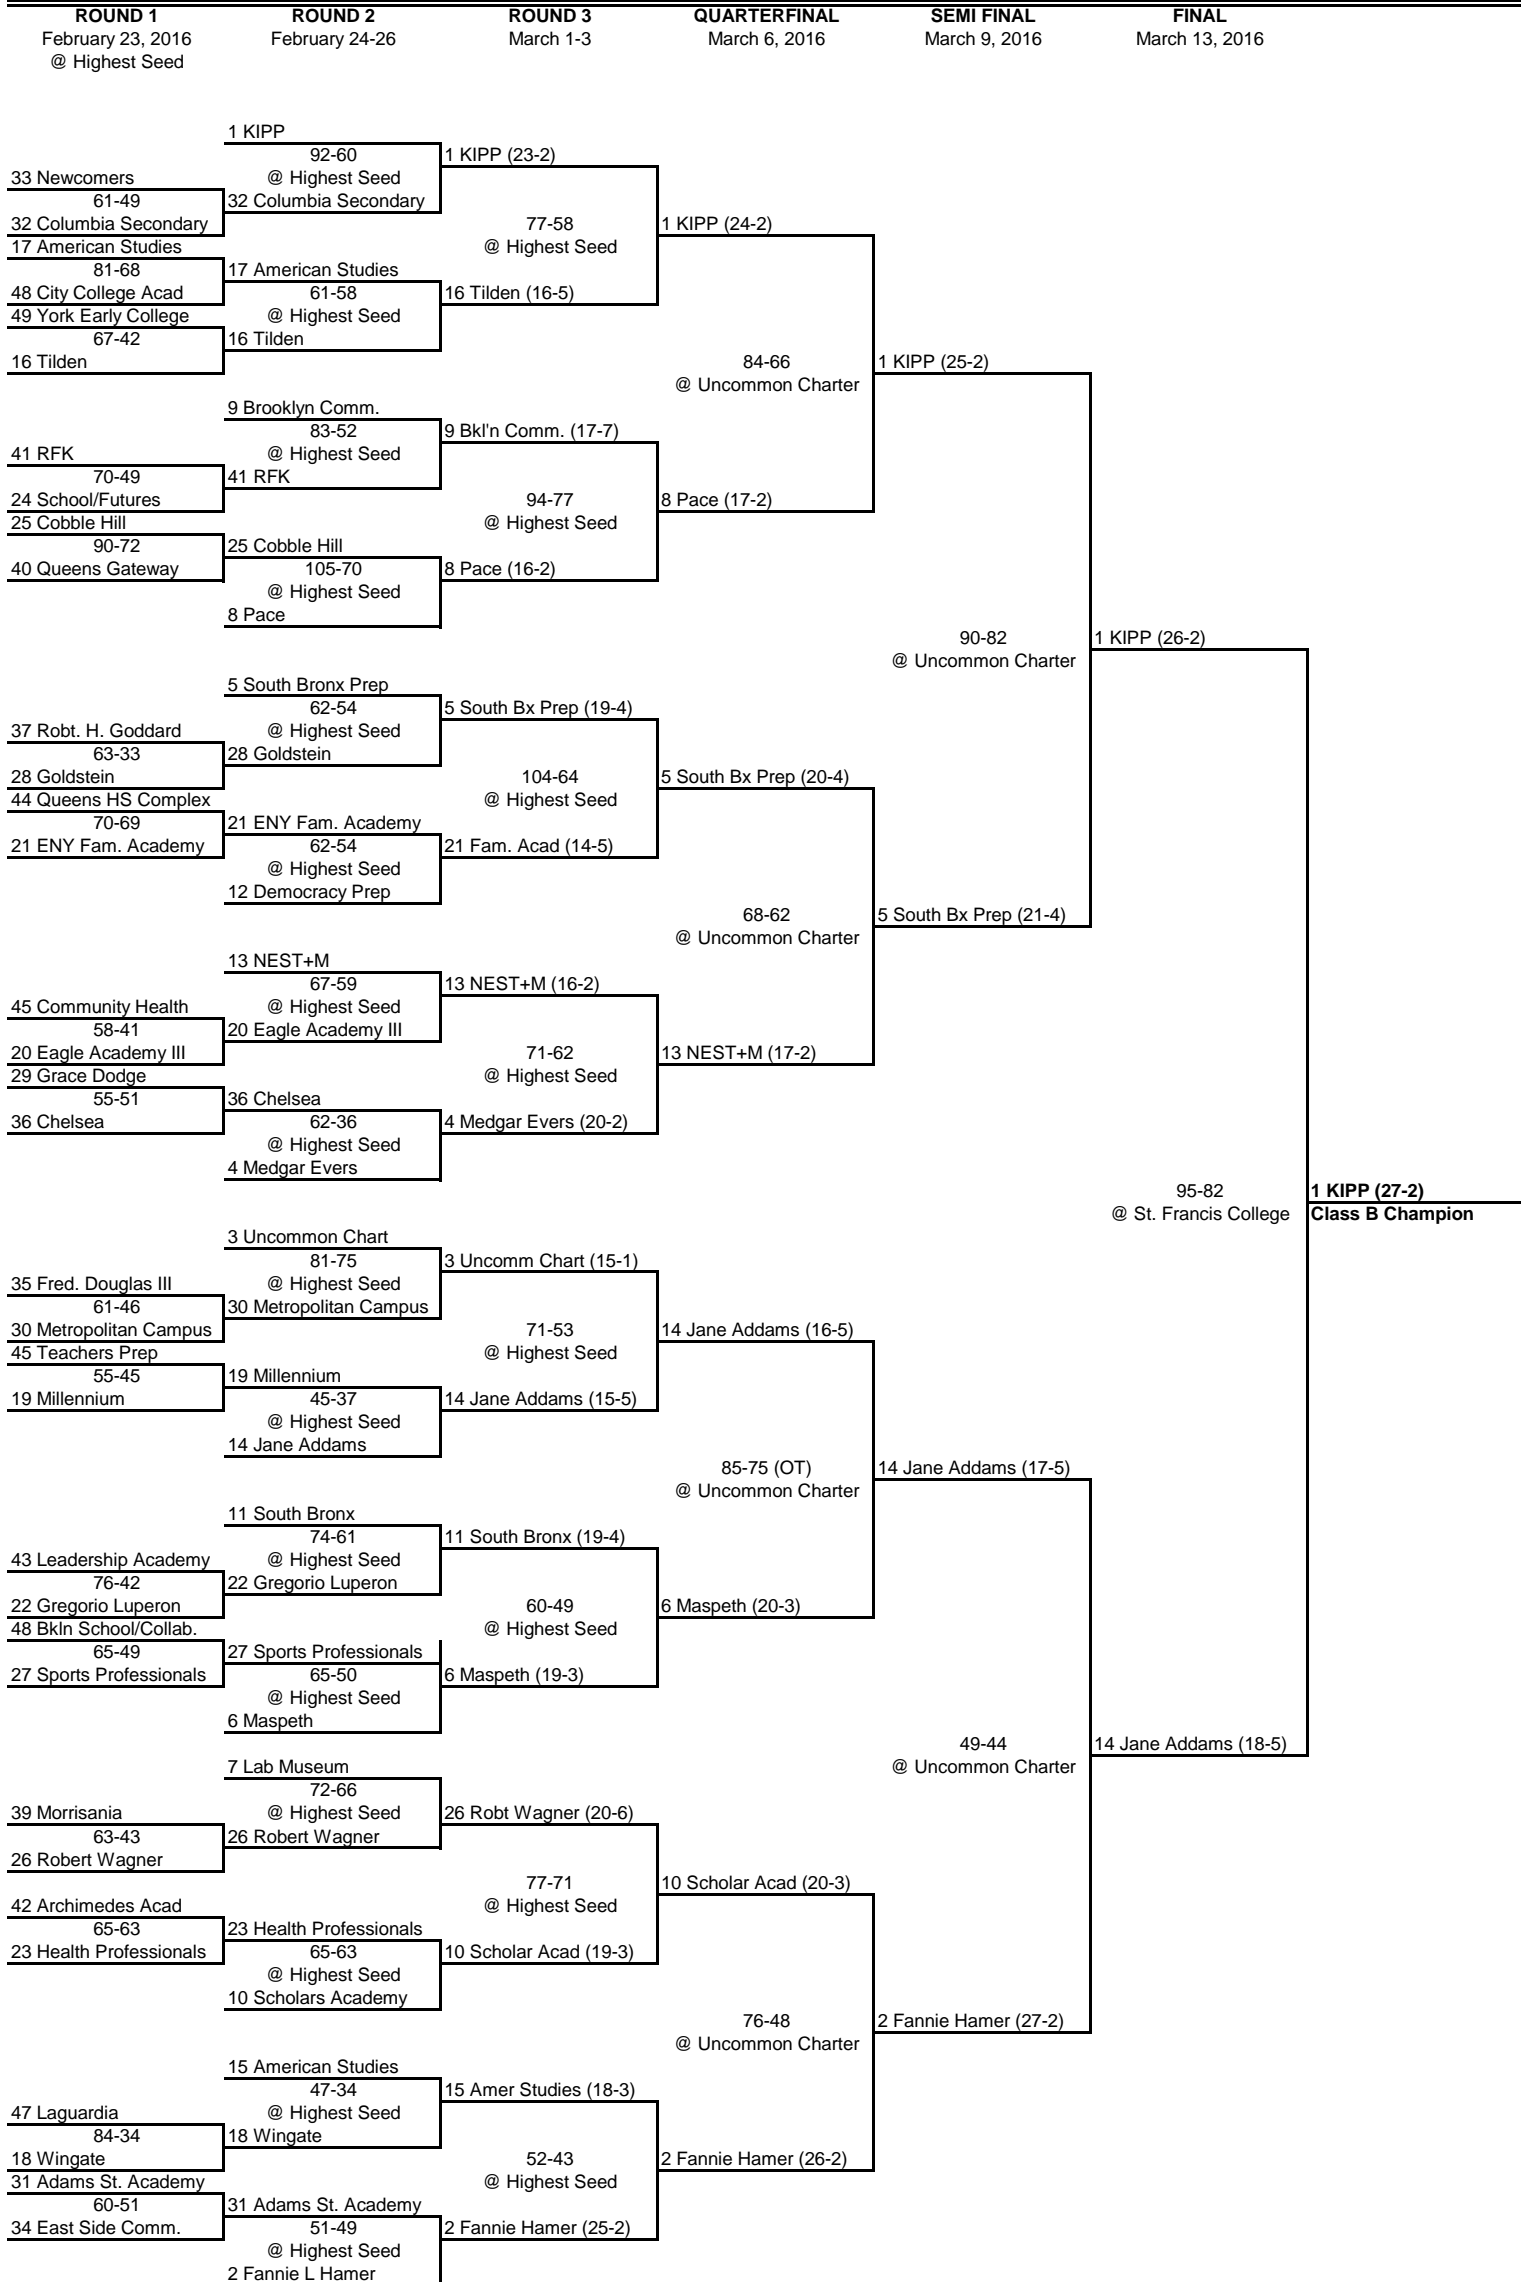 ROUND 1
February 23, 2016
@ Highest Seed
ROUND 2
February 24-26
ROUND 3
March 1-3
QUARTERFINAL
March 6, 2016
SEMI FINAL
March 9, 2016
FINAL
March 13, 2016
33 Newcomers
61-49
32 Columbia Secondary
17 American Studies
81-68
48 City College Acad
49 York Early College
67-42
16 Tilden
41 RFK
70-49
24 School/Futures
25 Cobble Hill
90-72
40 Queens Gateway
37 Robt. H. Goddard
63-33
28 Goldstein
44 Queens HS Complex
70-69
21 ENY Fam. Academy
45 Community Health
58-41
20 Eagle Academy III
29 Grace Dodge
55-51
36 Chelsea
35 Fred. Douglas III
61-46
30 Metropolitan Campus
45 Teachers Prep
55-45
19 Millennium
43 Leadership Academy
76-42
22 Gregorio Luperon
48 Bkln School/Collab.
65-49
27 Sports Professionals
39 Morrisania
63-43
26 Robert Wagner
42 Archimedes Acad
65-63
23 Health Professionals
47 Laguardia
84-34
18 Wingate
31 Adams St. Academy
60-51
34 East Side Comm.
1 KIPP
92-60
@ Highest Seed
32 Columbia Secondary
17 American Studies
61-58
@ Highest Seed
16 Tilden
9 Brooklyn Comm.
83-52
@ Highest Seed
41 RFK
25 Cobble Hill
105-70
@ Highest Seed
8 Pace
5 South Bronx Prep
62-54
@ Highest Seed
28 Goldstein
21 ENY Fam. Academy
62-54
@ Highest Seed
12 Democracy Prep
13 NEST+M
67-59
@ Highest Seed
20 Eagle Academy III
36 Chelsea
62-36
@ Highest Seed
4 Medgar Evers
3 Uncommon Chart
81-75
@ Highest Seed
30 Metropolitan Campus
19 Millennium
45-37
@ Highest Seed
14 Jane Addams
11 South Bronx
74-61
@ Highest Seed
22 Gregorio Luperon
27 Sports Professionals
65-50
@ Highest Seed
6 Maspeth
7 Lab Museum
72-66
@ Highest Seed
26 Robert Wagner
23 Health Professionals
65-63
@ Highest Seed
10 Scholars Academy
15 American Studies
47-34
@ Highest Seed
18 Wingate
31 Adams St. Academy
51-49
@ Highest Seed
2 Fannie L Hamer
1 KIPP (23-2)
77-58
@ Highest Seed
16 Tilden (16-5)
9 Bkl'n Comm. (17-7)
94-77
@ Highest Seed
8 Pace (16-2)
5 South Bx Prep (19-4)
104-64
@ Highest Seed
21 Fam. Acad (14-5)
13 NEST+M (16-2)
71-62
@ Highest Seed
4 Medgar Evers (20-2)
3 Uncomm Chart (15-1)
71-53
@ Highest Seed
14 Jane Addams (15-5)
11 South Bronx (19-4)
60-49
@ Highest Seed
6 Maspeth (19-3)
26 Robt Wagner (20-6)
77-71
@ Highest Seed
10 Scholar Acad (19-3)
15 Amer Studies (18-3)
52-43
@ Highest Seed
2 Fannie Hamer (25-2)
1 KIPP (24-2)
84-66
@ Uncommon Charter
8 Pace (17-2)
5 South Bx Prep (20-4)
68-62
@ Uncommon Charter
13 NEST+M (17-2)
14 Jane Addams (16-5)
85-75 (OT)
@ Uncommon Charter
6 Maspeth (20-3)
10 Scholar Acad (20-3)
76-48
@ Uncommon Charter
2 Fannie Hamer (26-2)
1 KIPP (25-2)
90-82
@ Uncommon Charter
5 South Bx Prep (21-4)
14 Jane Addams (17-5)
49-44
@ Uncommon Charter
2 Fannie Hamer (27-2)
1 KIPP (26-2)
95-82
@ St. Francis College
14 Jane Addams (18-5)
1 KIPP (27-2)
Class B Champion